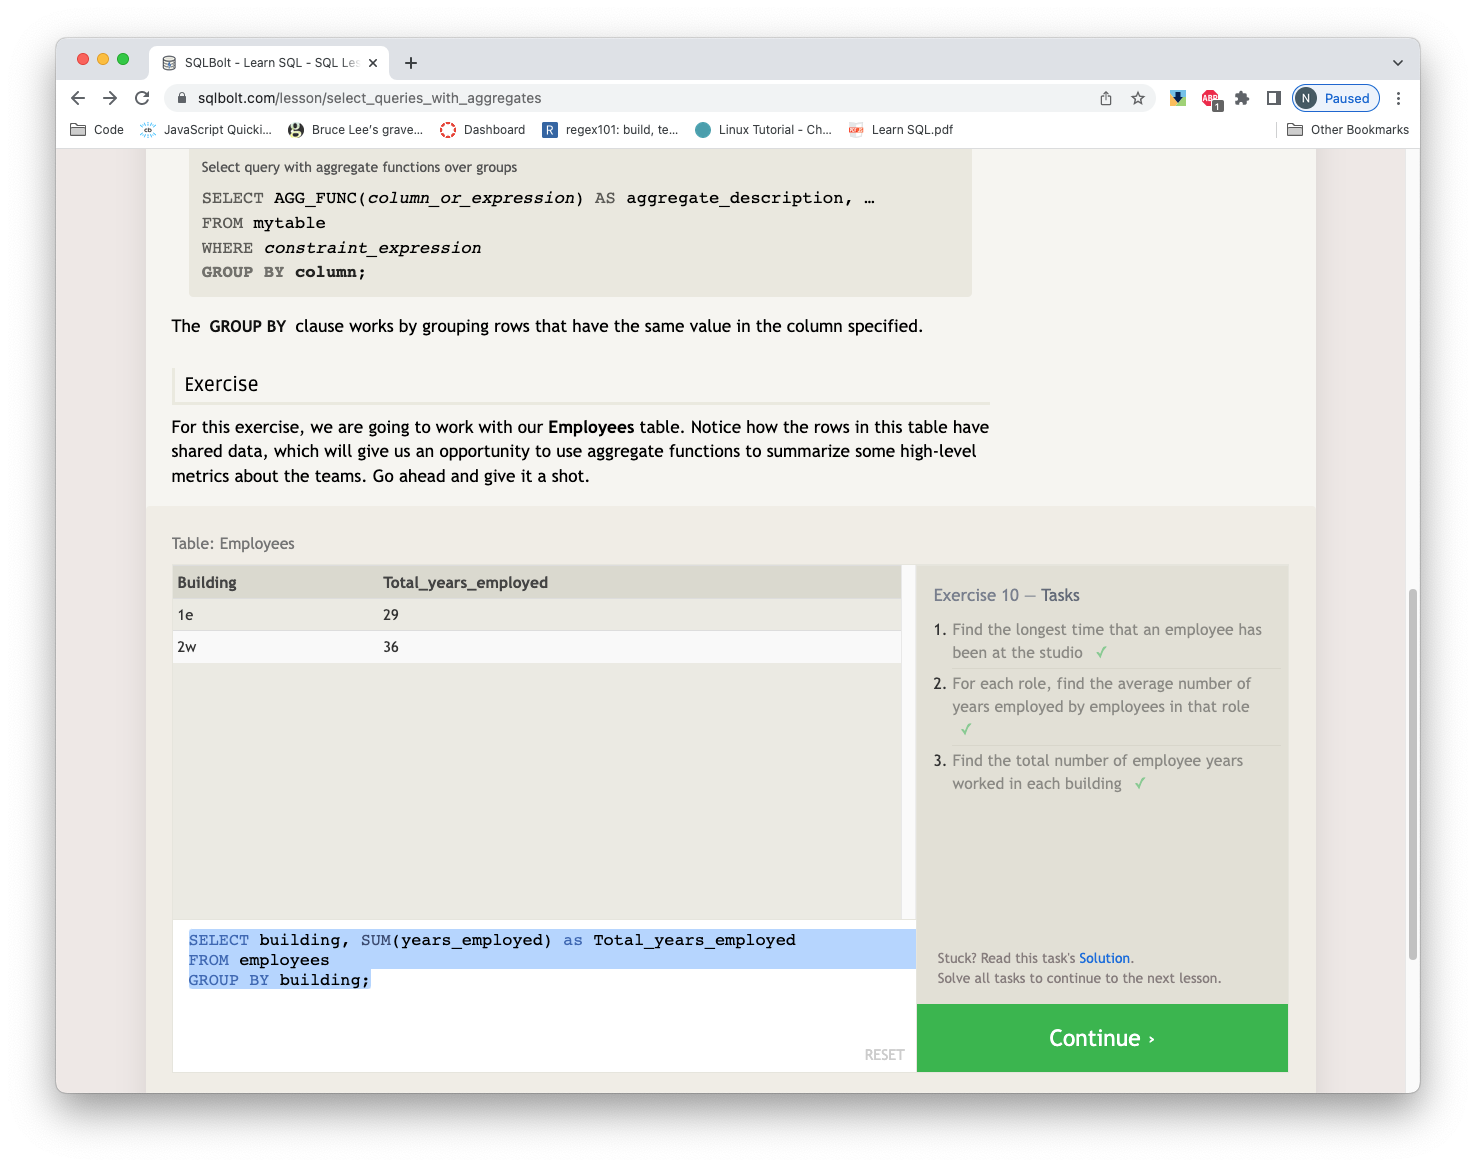 SQLBolt - Learn SQL - SQL Les
sqlbolt.com/lesson/select_queries_with_aggregates
ABP
1
N
Paused
Code
JavaScript Quicki...
Bruce Lee's grave...
Dashboard
R
regex101: build, te...
Linux Tutorial - Ch...
Learn SQL.pdf
Other Bookmarks
Select query with aggregate functions over groups
SELECT AGG_FUNC(column_or_expression) AS aggregate_description, …
FROM mytable
WHERE constraint_expression
GROUP BY column;
The GROUP BY clause works by grouping rows that have the same value in the column specified.
Exercise
For this exercise, we are going to work with our Employees table. Notice how the rows in this table have
shared data, which will give us an opportunity to use aggregate functions to summarize some high-level
metrics about the teams. Go ahead and give it a shot.
Table: Employees
Building Total_years_employed
1e 29
2w 36
SELECT building, SUM(years_employed) as Total_years_employed
FROM employees
GROUP BY building;
RESET
Exercise 10 — Tasks
1. Find the longest time that an employee has
been at the studio ✓
2. For each role, find the average number of
years employed by employees in that role
✓
3. Find the total number of employee years
worked in each building ✓
Stuck? Read this task's Solution.
Solve all tasks to continue to the next lesson.
Continue ›